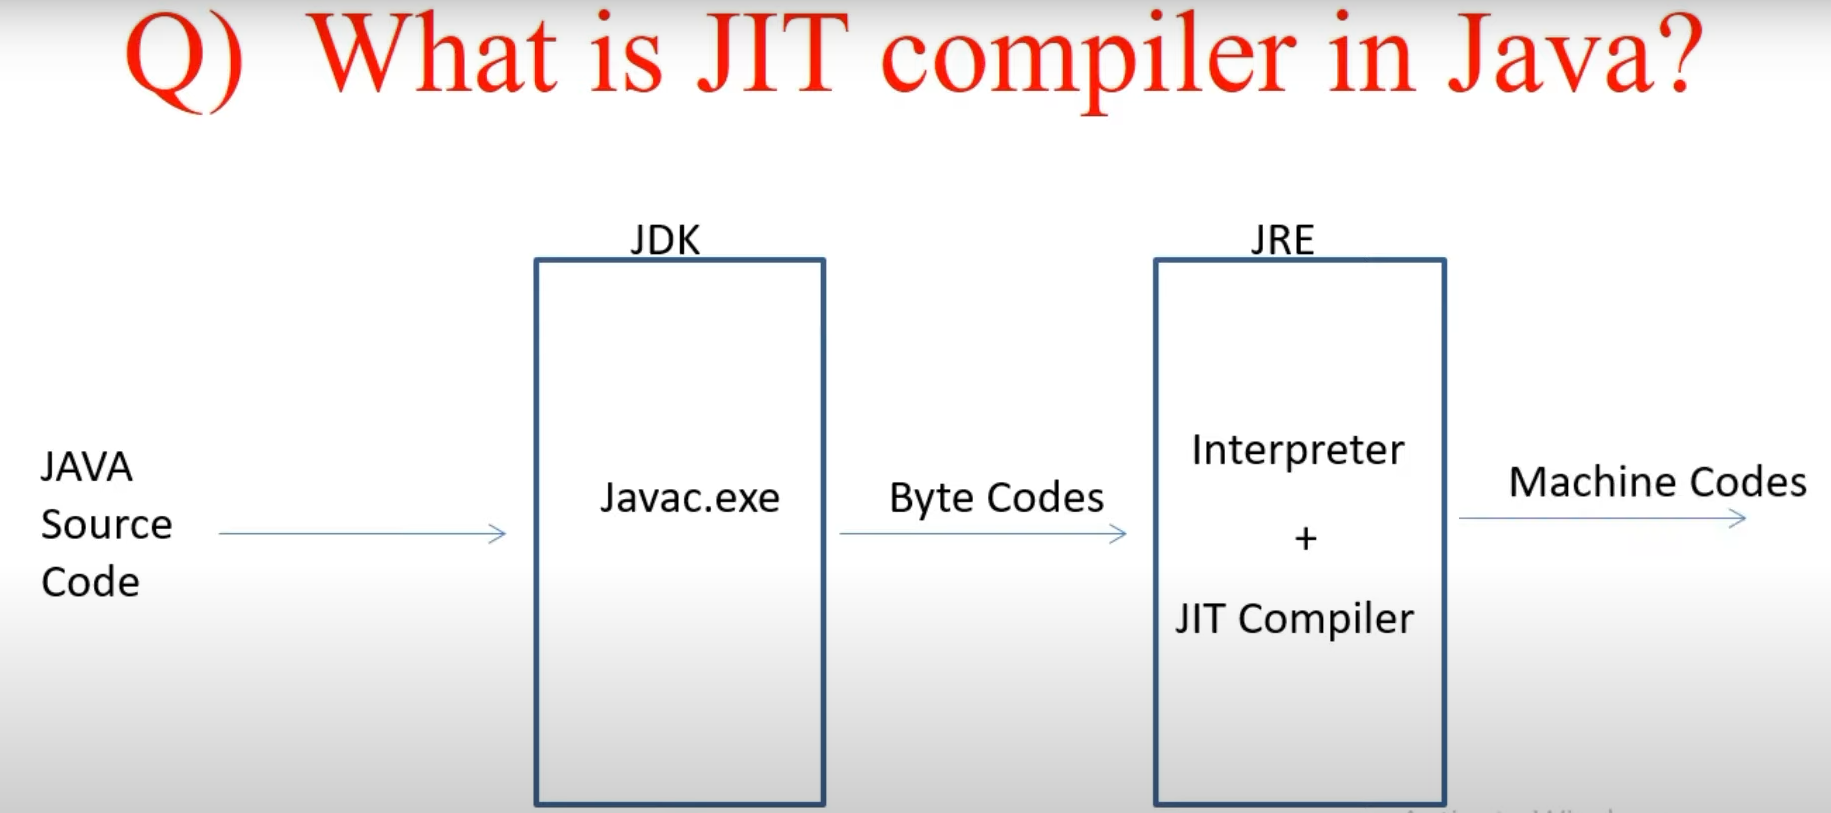 Q) What is JIT compiler in Java?
JDK
JRE
JAVA
Source
Code
Javac.exe
Byte Codes
Interpreter
+
JIT Compiler
Machine Codes